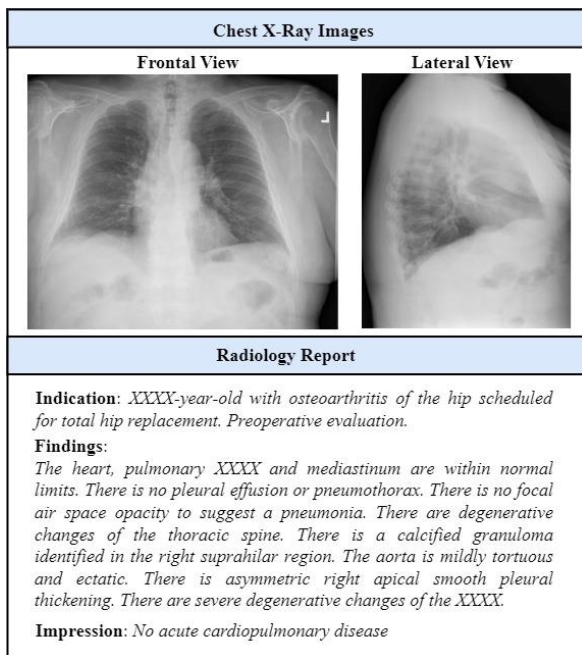 Chest X-Ray Images
Frontal View
Lateral View
L
Radiology Report
Indication: XXXX-year-old with osteoarthritis of the hip scheduled
for total hip replacement. Preoperative evaluation.
Findings:
The heart, pulmonary XXXX and mediastinum are within normal
limits. There is no pleural effusion or pneumothorax. There is no focal
air space opacity to suggest a pneumonia. There are degenerative
changes of the thoracic spine. There is a calcified granuloma
identified in the right suprahilar region. The aorta is mildly tortuous
and ectatic. There is asymmetric right apical smooth pleural
thickening. There are severe degenerative changes of the XXXX.
Impression: No acute cardiopulmonary disease